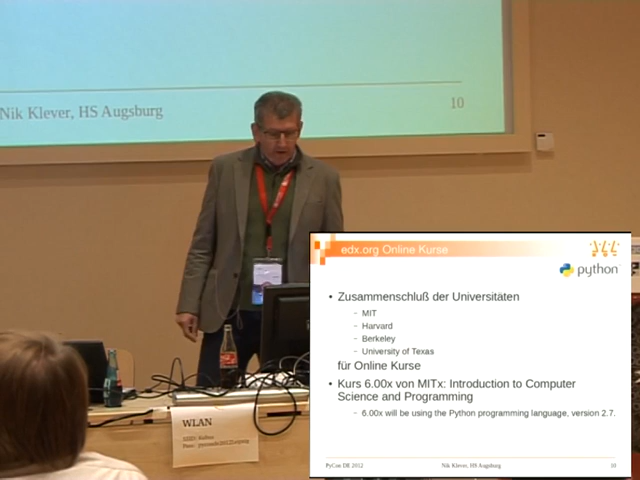 Nik Klever, HS Augsburg
10
edx.org Online Kurse
python
• Zusammenschluß der Universitäten
- MIT
- Harvard
- Berkeley
- University of Texas
für Online Kurse
• Kurs 6.00x von MITx: Introduction to Computer
Science and Programming
- 6.00x will be using the Python programming language, version 2.7.
PyCon DE 2012
Nik Klever, HS Augsburg
10
WLAN